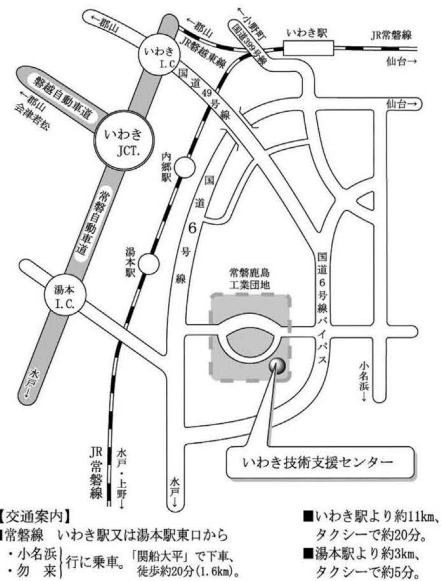 ←郡山
←郡山
JR磐越東線
←小野町
国道399号線
いわき駅
JR常磐線
仙台→
いわき
I.C
国道49号線
磐越自動車道
←郡山
会津若松
仙台→
いわき
JCT.
内郷駅
国道6号線
常磐自動車道
湯本駅
常磐鹿島
工業団地
国道6号線バイパス
湯本
I.C.
小名浜→
水戸→
いわき技術支援センター
JR常磐線
水戸・上野→
水戸→
【交通案内】
■常磐線 いわき駅又は湯本駅東口から
・小名浜
・勿 来
行に乗車。「関船大平」で下車、
徒歩約20分(1.6km)。
■いわき駅より約11km、
タクシーで約20分。
■湯本駅より約3km、
タクシーで約5分。